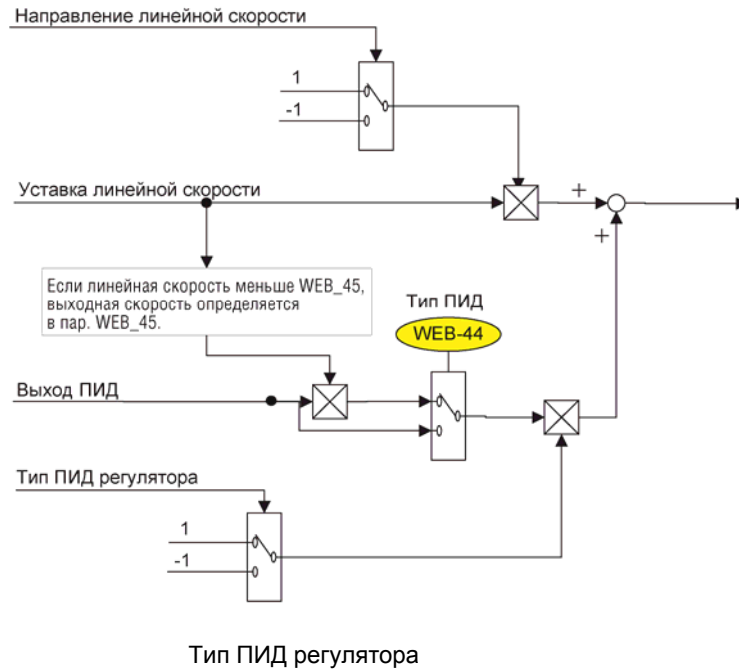 Направление линейной скорости
1
-1
Уставка линейной скорости
+
+
Если линейная скорость меньше WEB_45,
выходная скорость определяется
в пар. WEB_45.
Тип ПИД
WEB-44
Выход ПИД
Тип ПИД регулятора
1
-1
Тип ПИД регулятора